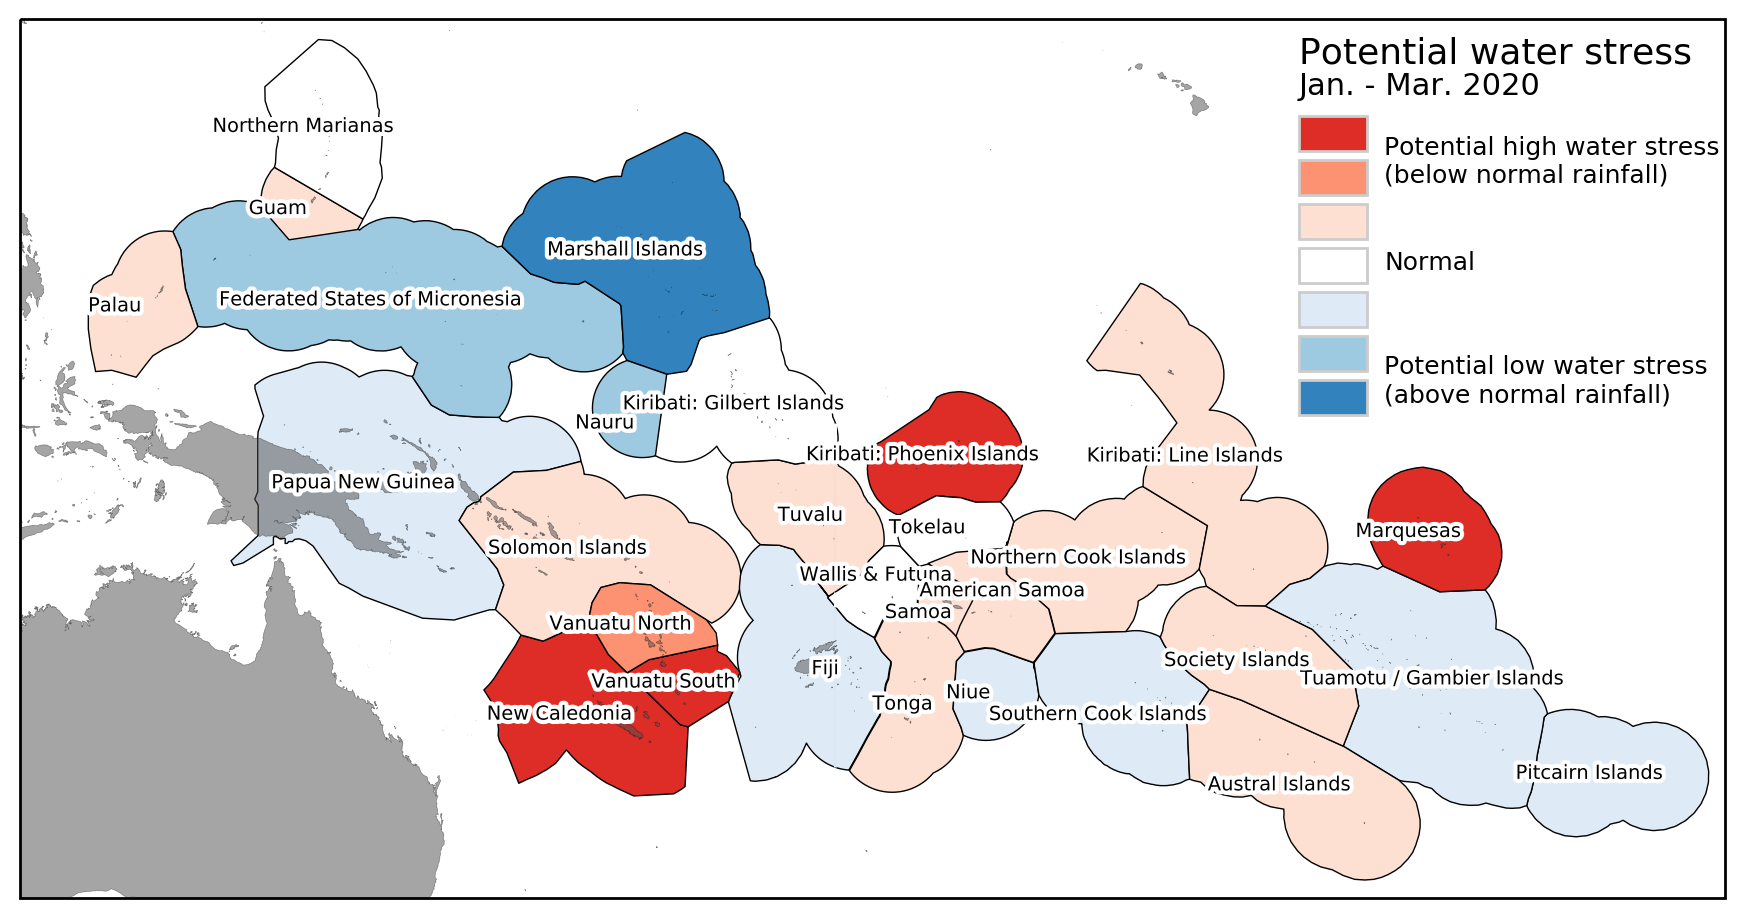 Potential water stress
Jan. - Mar. 2020
Potential high water stress
(below normal rainfall)
Normal
Potential low water stress
(above normal rainfall)
Northern Marianas
Guam
Marshall Islands
Palau
Federated States of Micronesia
Kiribati: Gilbert Islands
Nauru
Kiribati: Phoenix Islands
Kiribati: Line Islands
Papua New Guinea
Tuvalu
Tokelau
Marquesas
Solomon Islands
Northern Cook Islands
Wallis & Futuna
American Samoa
Samoa
Vanuatu North
Fiji
Society Islands
Vanuatu South
Tuamotu / Gambier Islands
Niue
Tonga
New Caledonia
Southern Cook Islands
Pitcairn Islands
Austral Islands